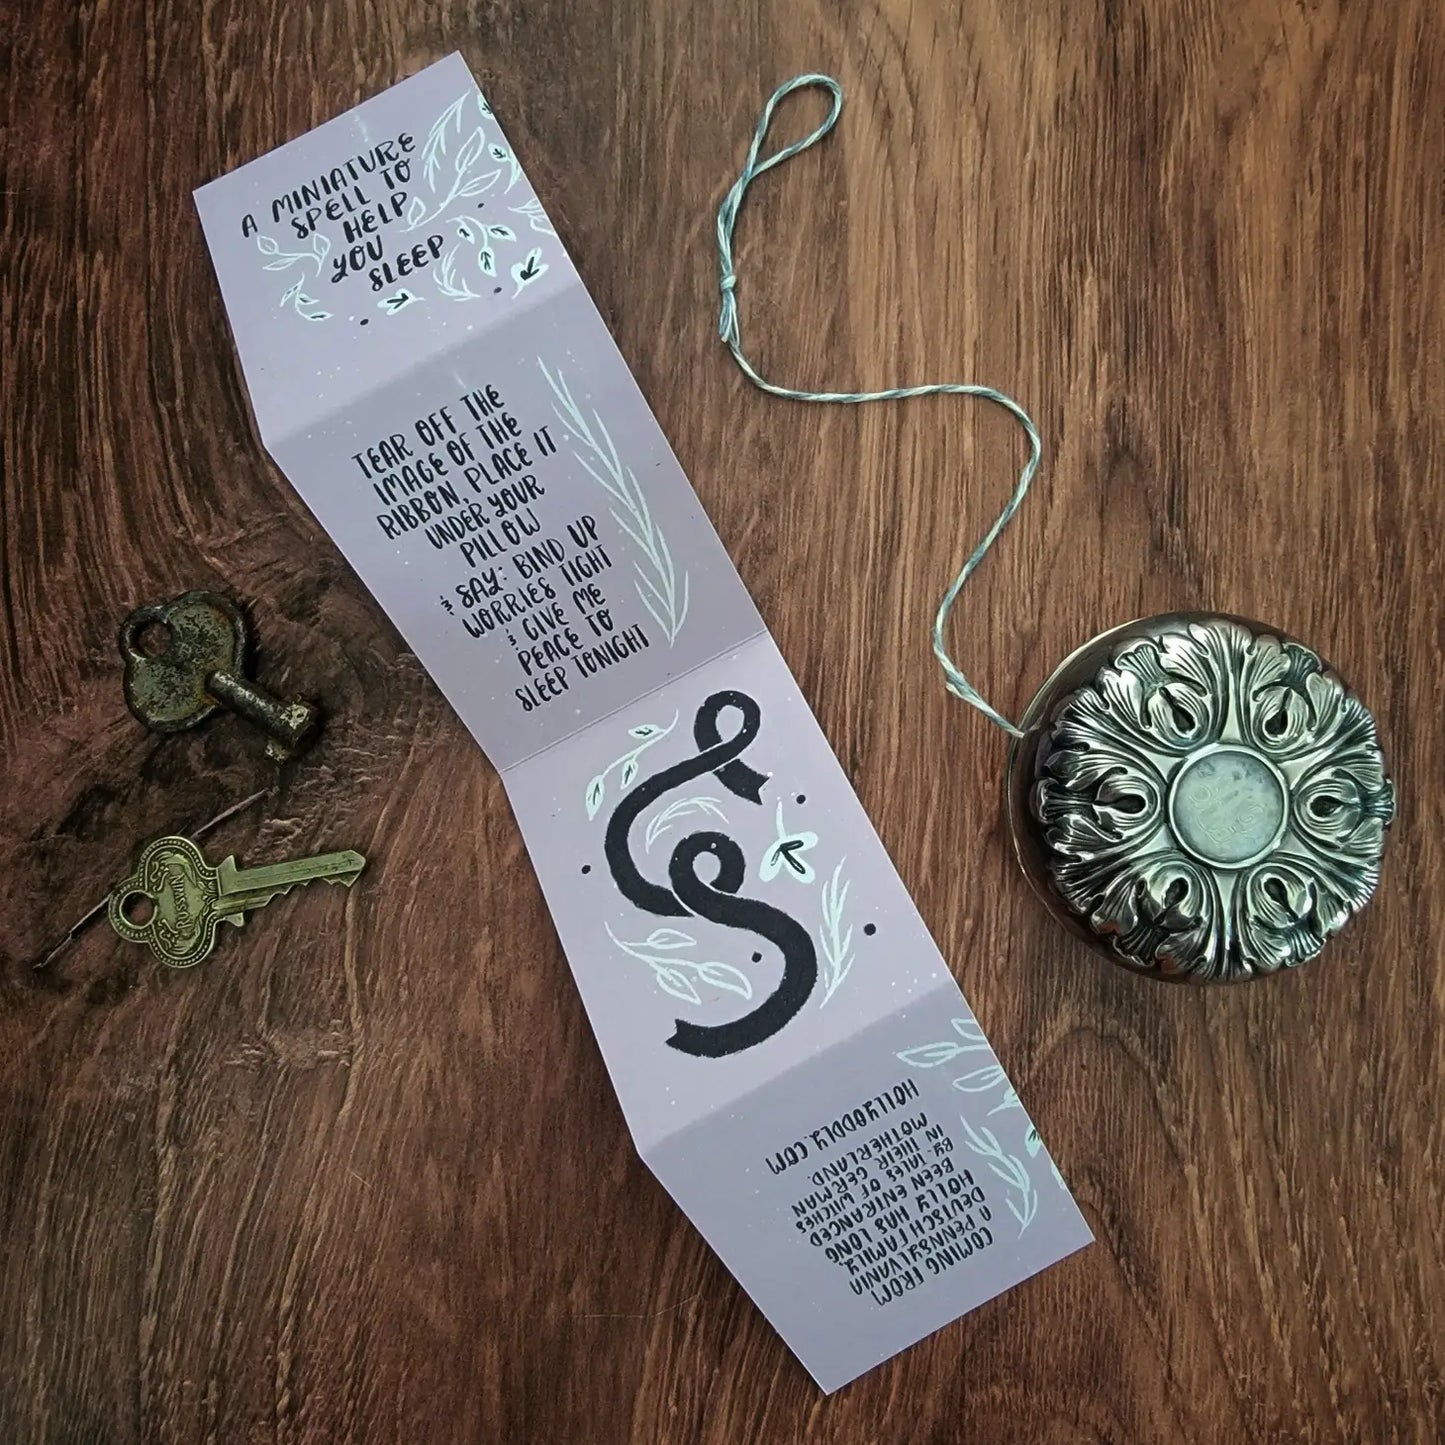 A MINIATURE
SPELL TO
HELP
YOU
SLEEP
TEAR OFF THE
IMAGE OF THE
RIBBON, PLACE IT
UNDER YOUR
PILLOW
& SAY: BIND UP
WORRIES TIGHT
& GIVE ME
PEACE TO
SLEEP TONIGHT
COMING FROM
A PENNSYLVANIA
DEUTSCH FAMILY,
HOLLY HAS LONG
BEEN ENTRANCED
BY TALES OF WITCHES
IN THEIR GERMAN
MOTHERLAND.
HOLLYODDLY.COM